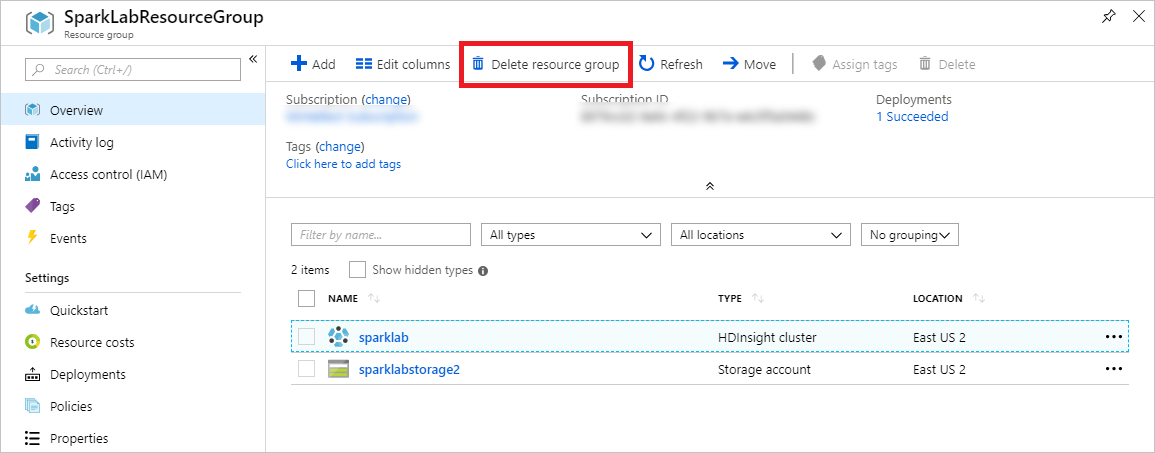 SparkLabResourceGroup
Resource group
Search (Ctrl+/)
«
Add
Edit columns
Delete resource group
Refresh
Move
Assign tags
Delete
Overview
Activity log
Access control (IAM)
Tags
Events
Settings
Quickstart
Resource costs
Deployments
Policies
Properties
Subscription (change)
Subscription ID
Deployments
1 Succeeded
Tags (change)
Click here to add tags
Filter by name...
All types
All locations
No grouping
2 items
Show hidden types
NAME TYPE LOCATION
sparklab HDInsight cluster East US 2
sparklabstorage2 Storage account East US 2